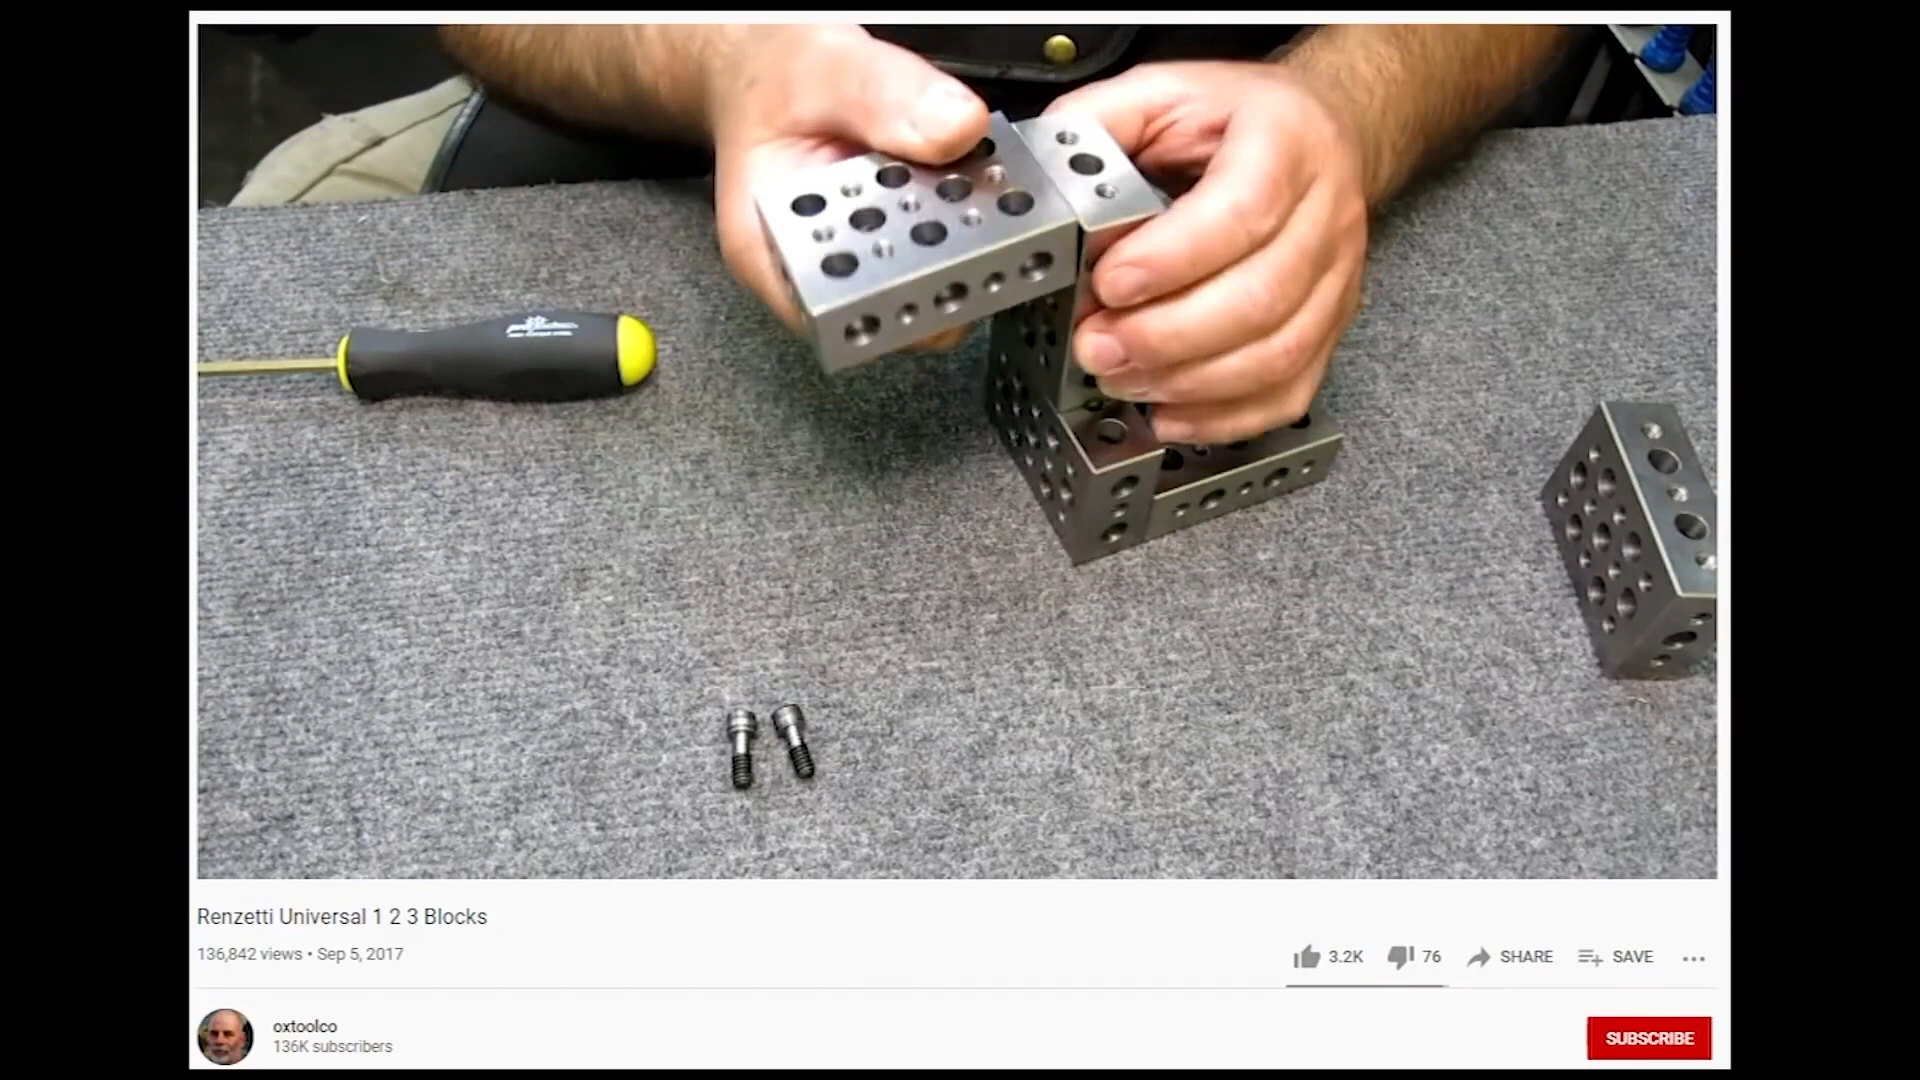 Renzetti Universal 1 2 3 Blocks
136,842 views • Sep 5, 2017
3.2K
76
SHARE
SAVE
oxtoolco
136K subscribers
SUBSCRIBE